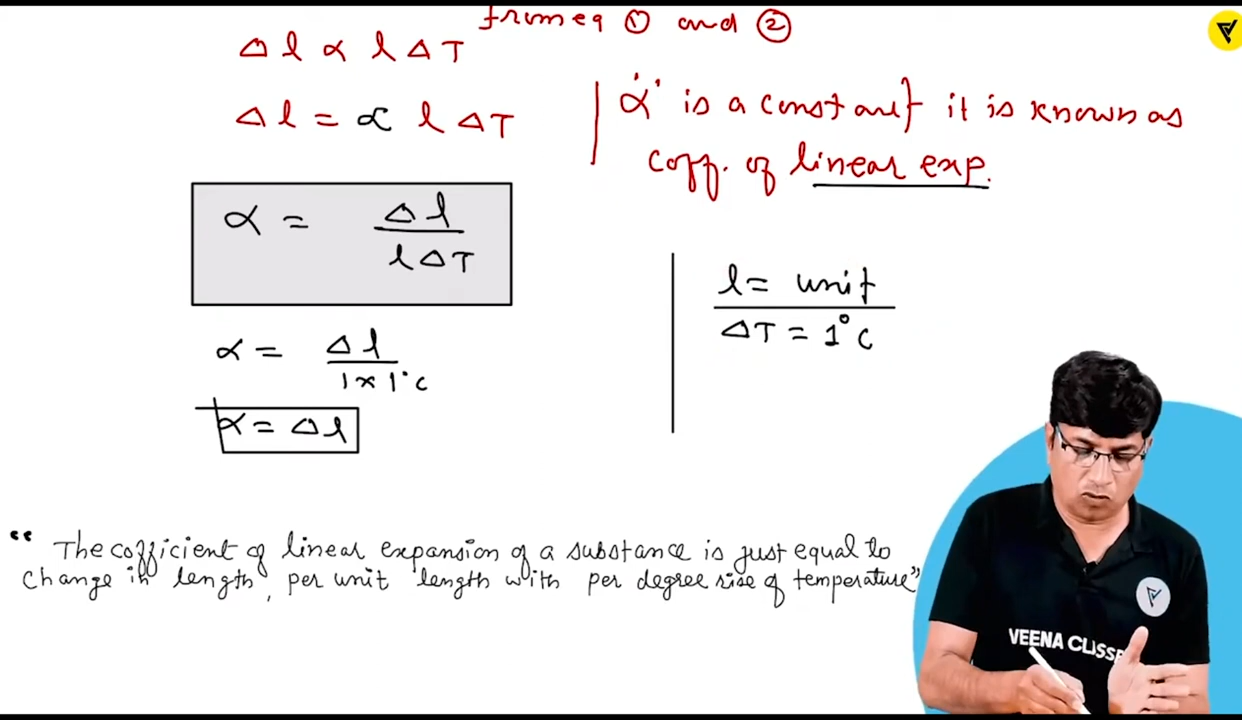 from eq ① and ②
Δl ∝ lΔT
Δl = ∝ l ΔT
'α' is a constant it is known as
coff. of linear exp.
α = Δl / lΔT
l = unit
ΔT = 1°C
α = Δl / 1×1°C
α = Δl
“ The cofficient of linear expansion of a substance is just equal to
change in length, per unit length with per degree rise of temperature”
VEENA CLASSE